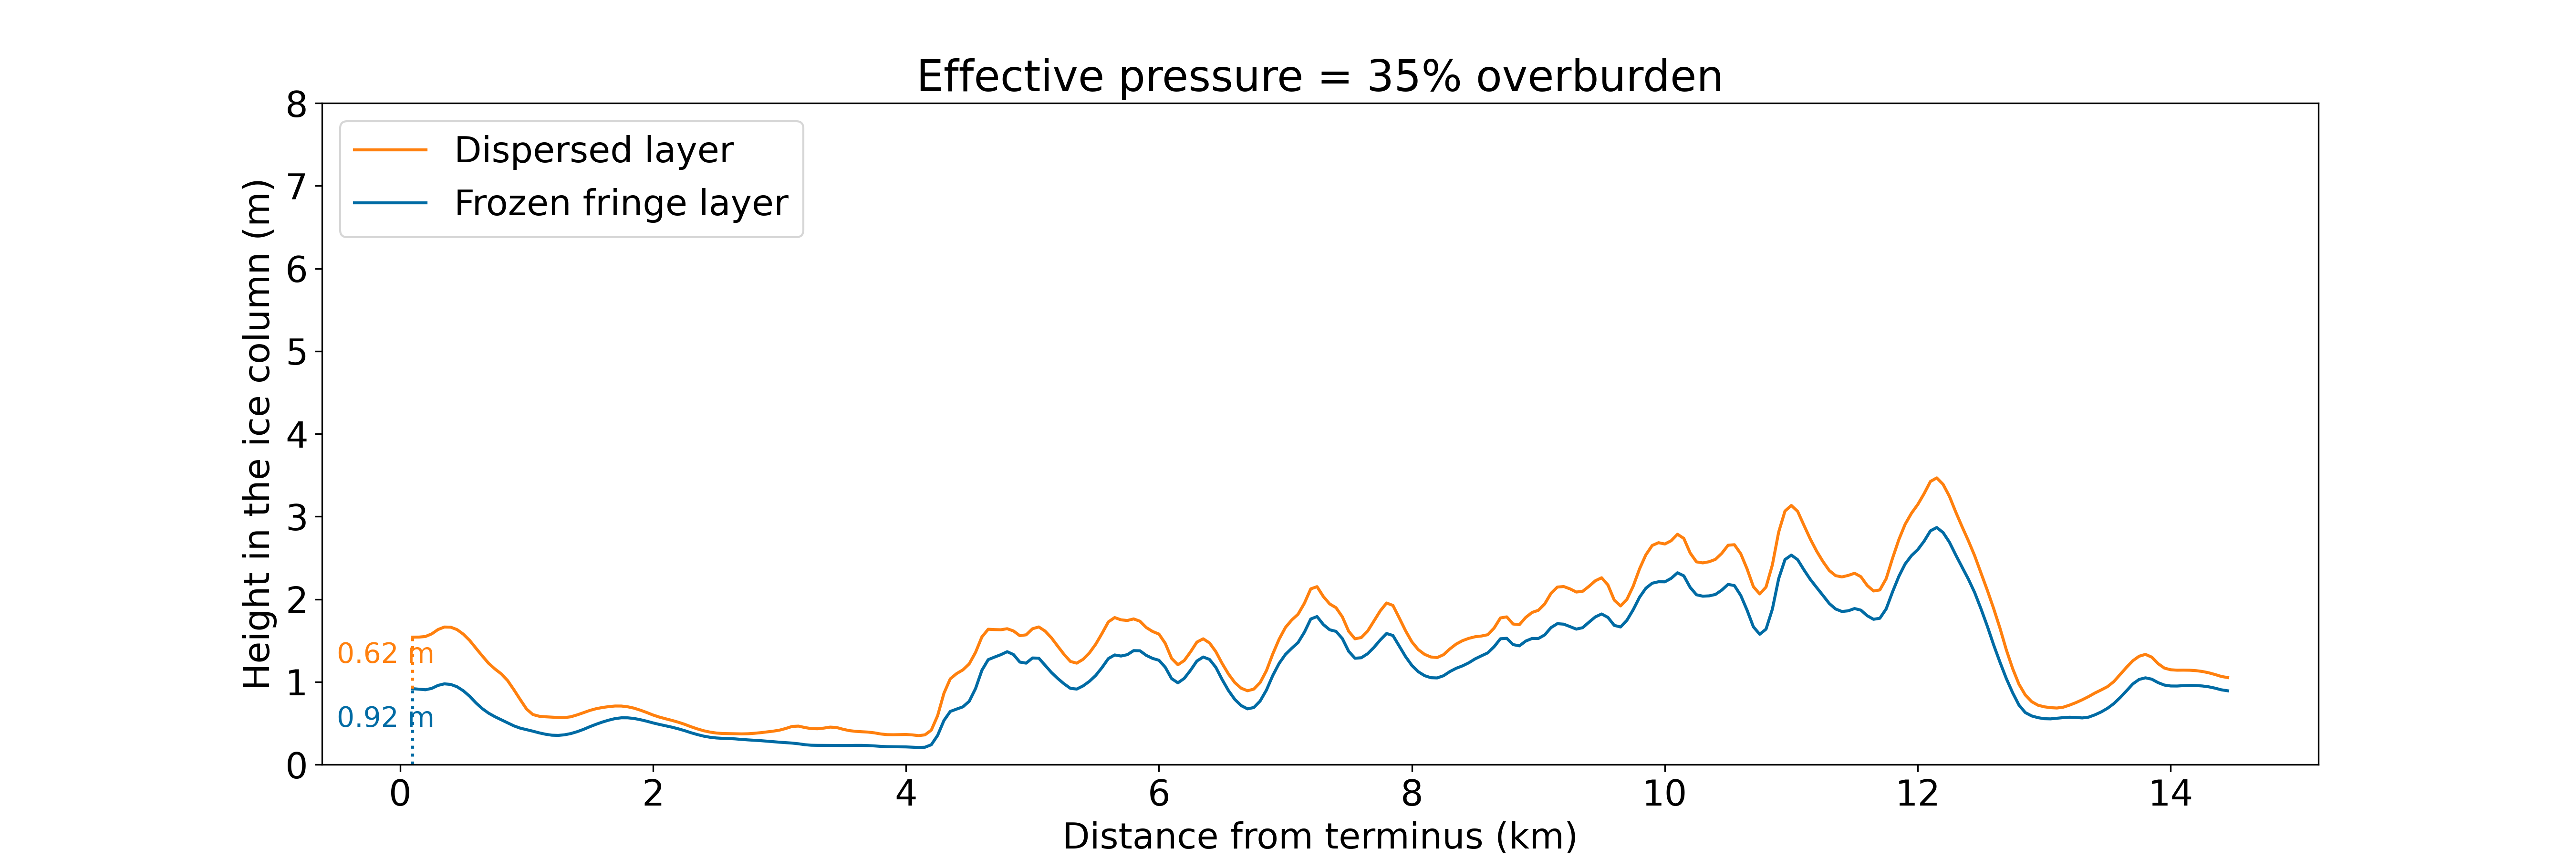 Effective pressure = 35% overburden
Dispersed layer
Frozen fringe layer
Height in the ice column (m)
8
7
6
5
4
3
2
1
0
0.62 m
0.92 m
0 2 4 6 8 10 12 14
Distance from terminus (km)